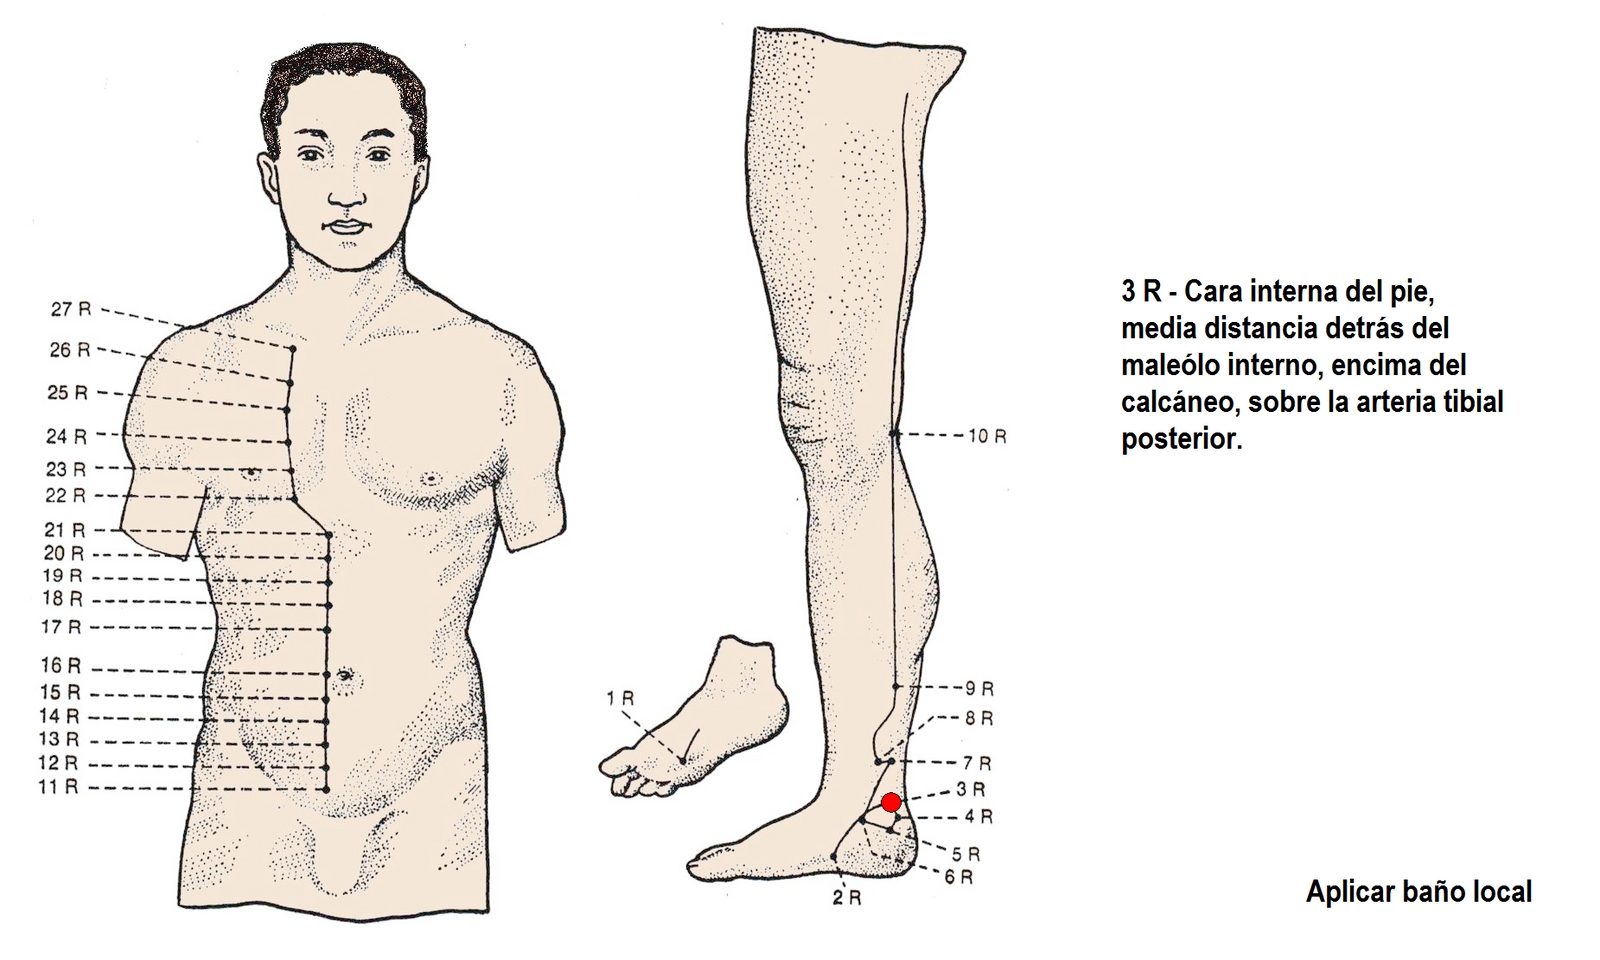 27 R
26 R
25 R
24 R
23 R
22 R
21 R
20 R
19 R
18 R
17 R
16 R
15 R
14 R
13 R
12 R
11 R
1 R
10 R
9 R
8 R
7 R
3 R
4 R
5 R
6 R
2 R
3 R - Cara interna del pie,
media distancia detrás del
maleólo interno, encima del
calcáneo, sobre la arteria tibial
posterior.
Aplicar baño local